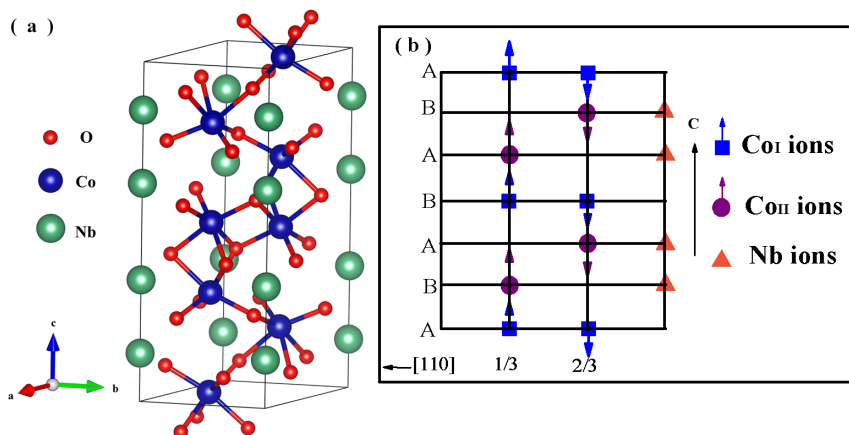 ( a )
O
Co
Nb
c
a
b
( b )
A
B
A
B
A
B
A
[110]
1/3
2/3
C
CoI ions
CoII ions
Nb ions